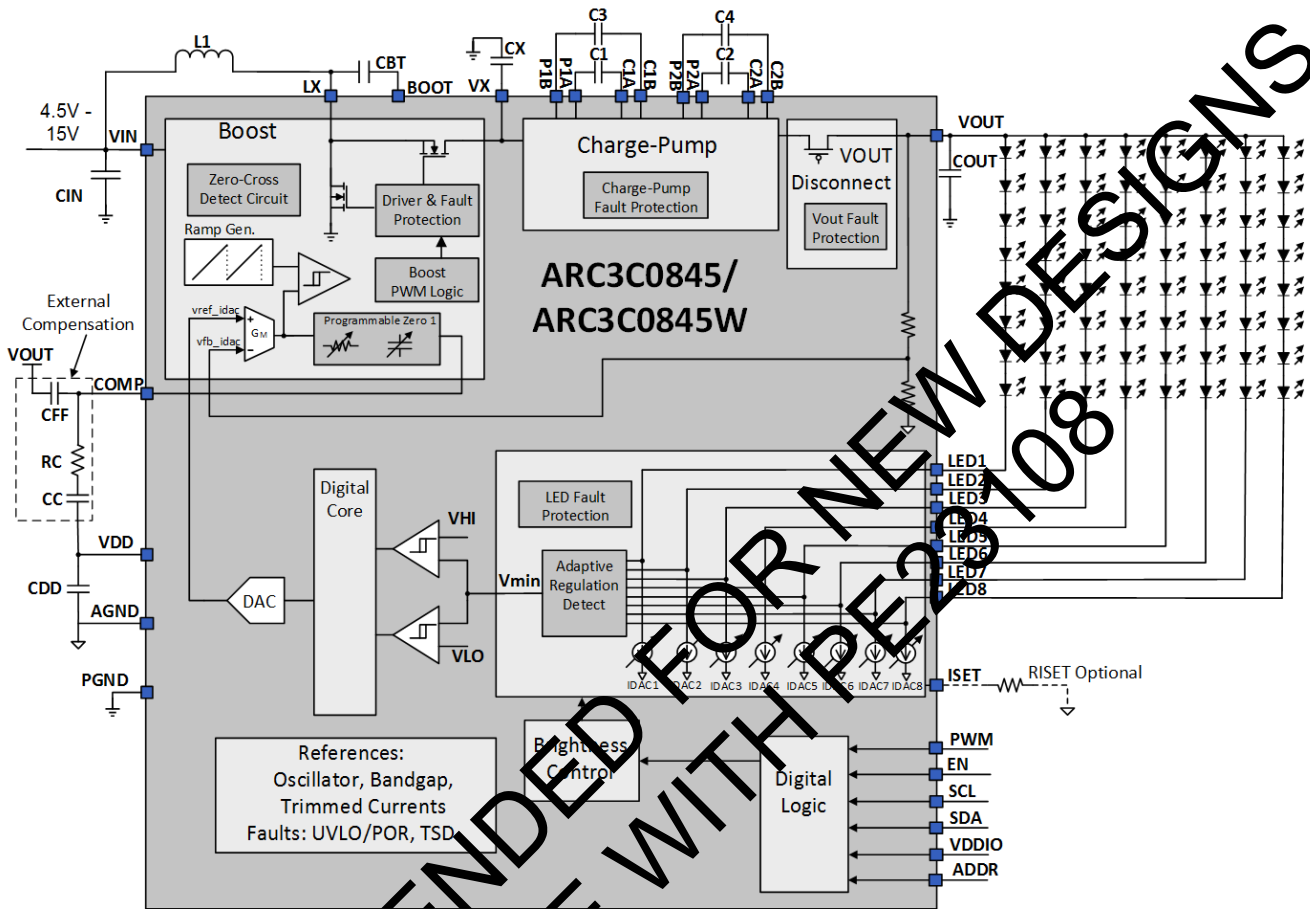 C3
C4
L1
CBT
CX
C1
C2
LX
BOOT
VX
P1B
P1A
C1A
C1B
P2B
P2A
C2A
C2B
4.5V -
15V
VIN
CIN
Boost
Zero-Cross
Detect Circuit
Driver & Fault
Protection
Ramp Gen.
Boost
PWM Logic
vref_idac
vfb_idac
+
−
GM
Programmable Zero 1
Charge-Pump
Charge-Pump
Fault Protection
VOUT
Disconnect
Vout Fault
Protection
VOUT
COUT
ARC3C0845/
ARC3C0845W
External
Compensation
VOUT
COMP
CFF
RC
CC
VDD
CDD
AGND
PGND
Digital
Core
DAC
VHI
VLO
Vmin
LED Fault
Protection
Adaptive
Regulation
Detect
LED1
LED2
LED3
LED4
LED5
LED6
LED7
LED8
IDAC1
IDAC2
IDAC3
IDAC4
IDAC5
IDAC6
IDAC7
IDAC8
ISET
RISET Optional
References:
Oscillator, Bandgap,
Trimmed Currents
Faults: UVLO/POR, TSD
Brightness
Control
Digital
Logic
PWM
EN
SCL
SDA
VDDIO
ADDR
ENDED FOR NEW DESIGNS
E WITH PE23108